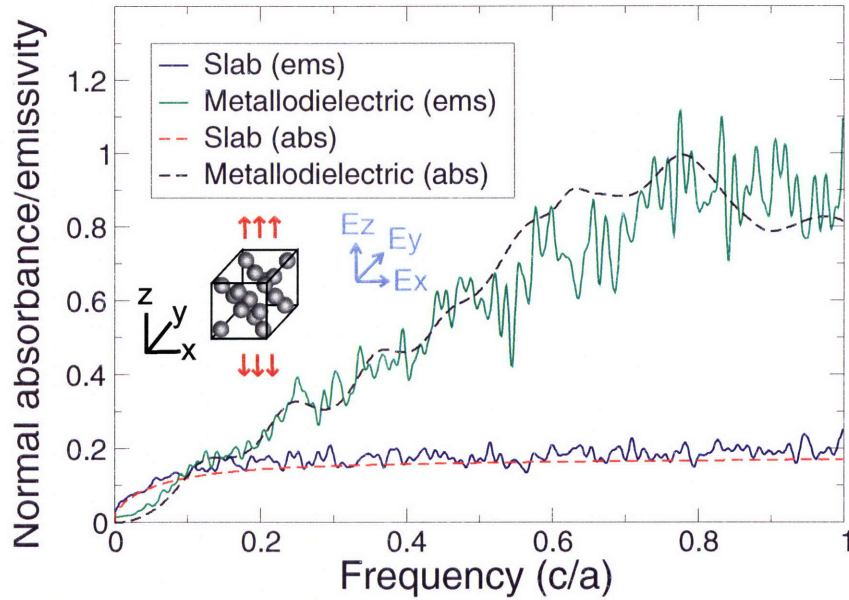 Normal absorbance/emissivity
1.2
1
0.8
0.6
0.4
0.2
0
Slab (ems)
Metallodielectric (ems)
Slab (abs)
Metallodielectric (abs)
Ez
Ey
Ex
z
y
x
0 0.2 0.4 0.6 0.8 1
Frequency (c/a)